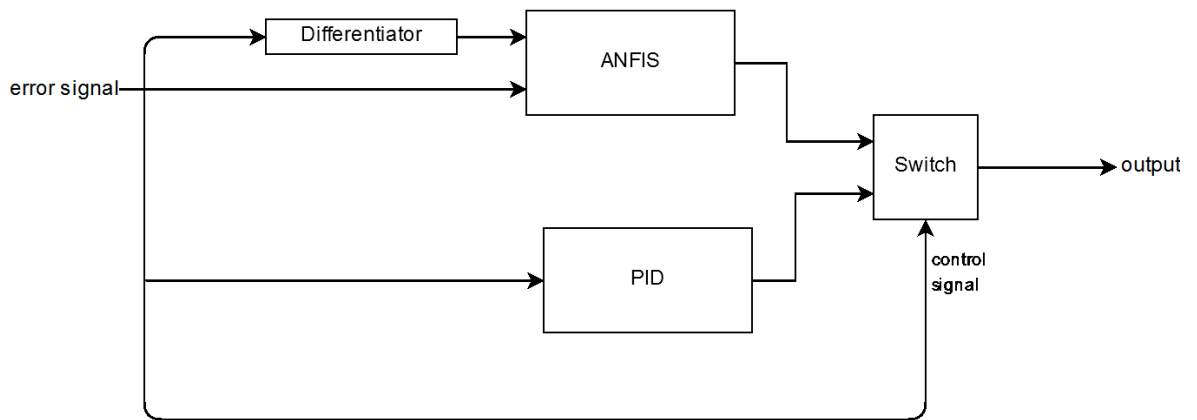 Differentiator
ANFIS
error signal
Switch
output
control
signal
PID